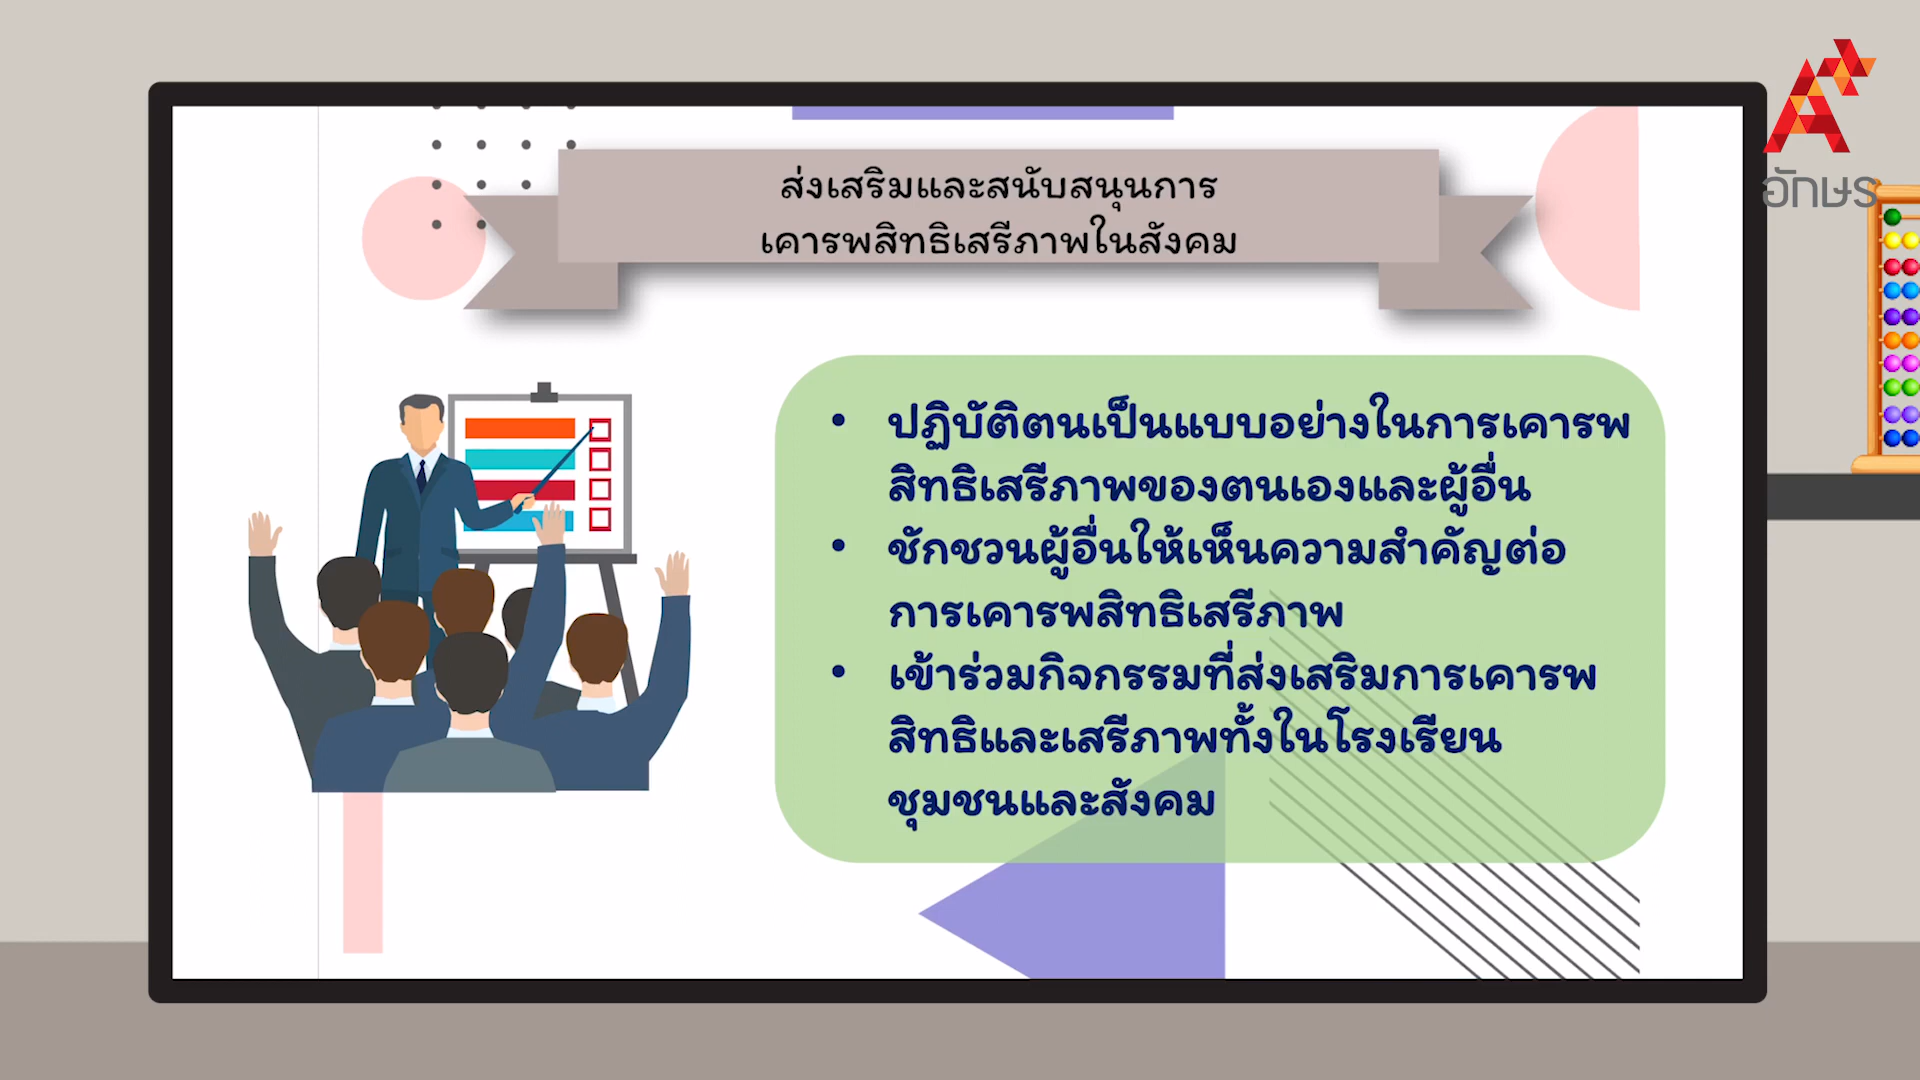 อักษร
ส่งเสริมและสนับสนุนการ
เคารพสิทธิเสรีภาพในสังคม
• ปฏิบัติตนเป็นแบบอย่างในการเคารพ
สิทธิเสรีภาพของตนเองและผู้อื่น
• ชักชวนผู้อื่นให้เห็นความสำคัญต่อ
การเคารพสิทธิเสรีภาพ
• เข้าร่วมกิจกรรมที่ส่งเสริมการเคารพ
สิทธิและเสรีภาพทั้งในโรงเรียน
ชุมชนและสังคม